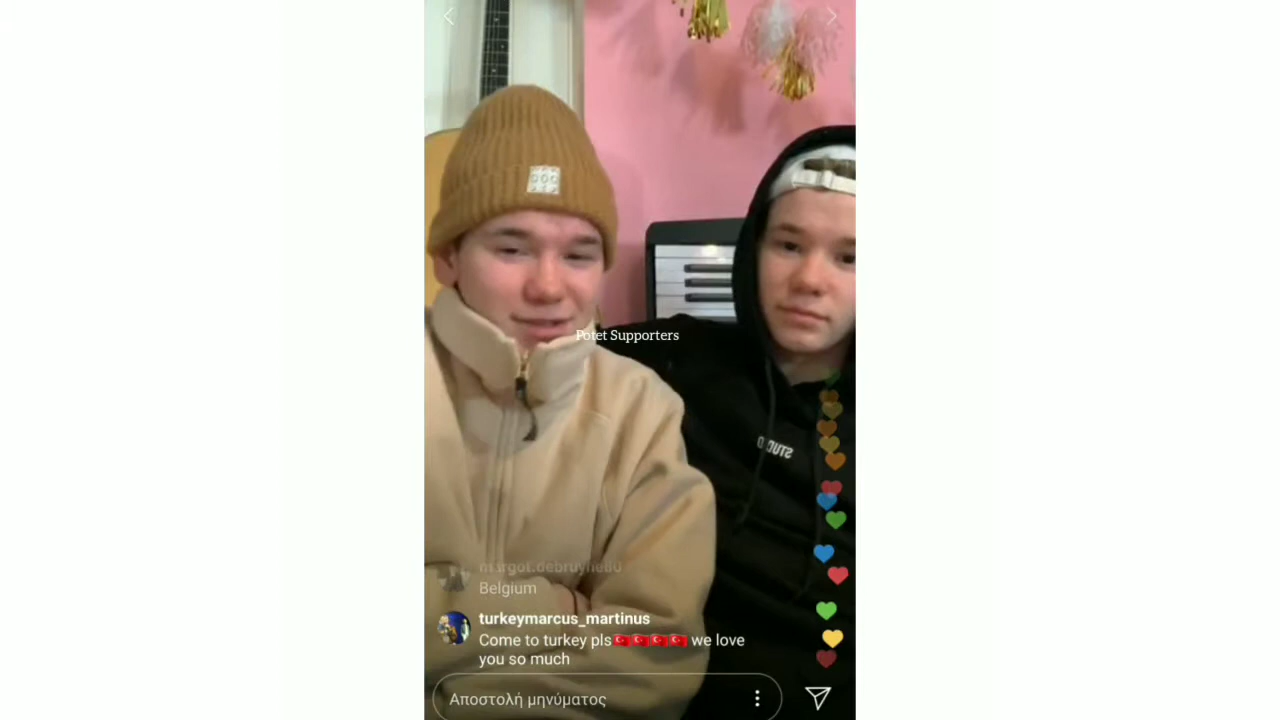 Potet Supporters
STUD
Belgium
turkeymarcus_martinus
Come to turkey pls🇹🇷🇹🇷🇹🇷🇹🇷 we love
you so much
Αποστολή μηνύματος